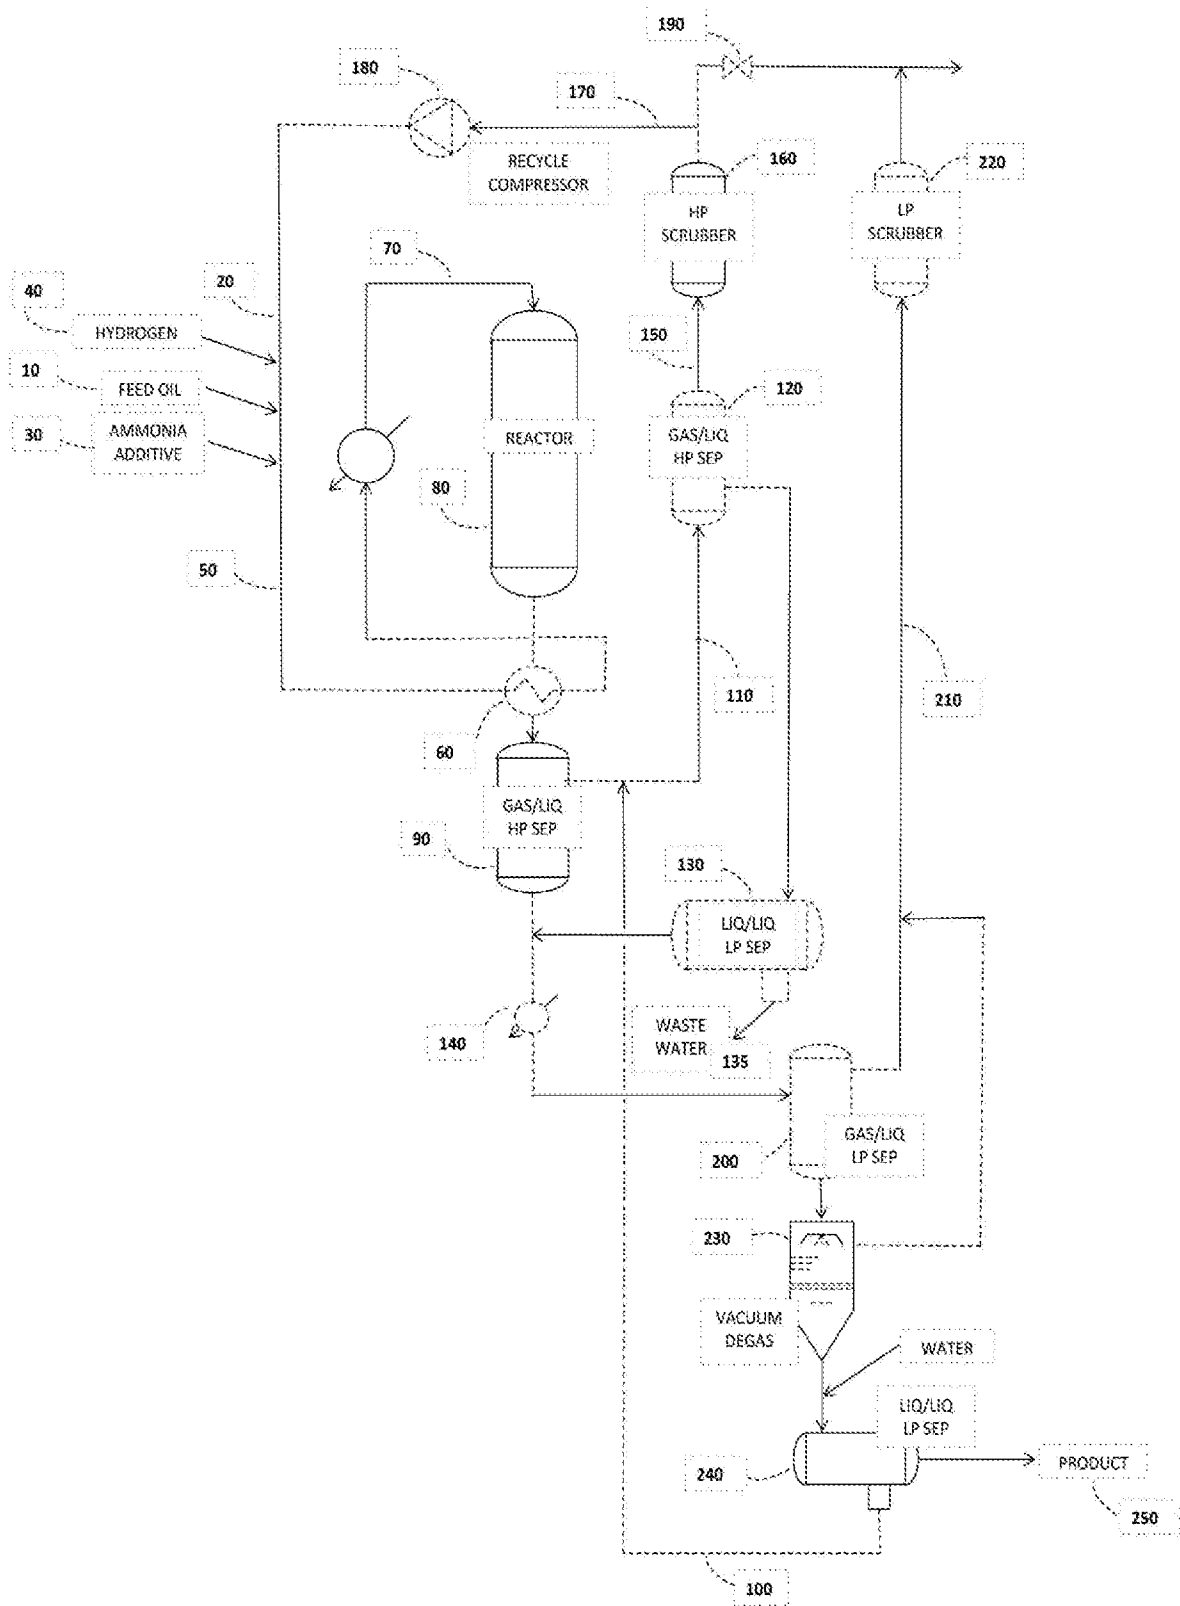 190
180
170
RECYCLE
COMPRESSOR
160
HP
SCRUBBER
220
LP
SCRUBBER
70
20
40
HYDROGEN
10
FEED OIL
30
AMMONIA
ADDITIVE
150
120
GAS/LIQ
HP SEP
REACTOR
80
50
60
110
210
GAS/LIQ
HP SEP
90
130
LIQ/LIQ
LP SEP
140
WASTE
WATER
135
GAS/LIQ
LP SEP
200
230
VACUUM
DEGAS
WATER
LIQ/LIQ
LP SEP
240
PRODUCT
250
100